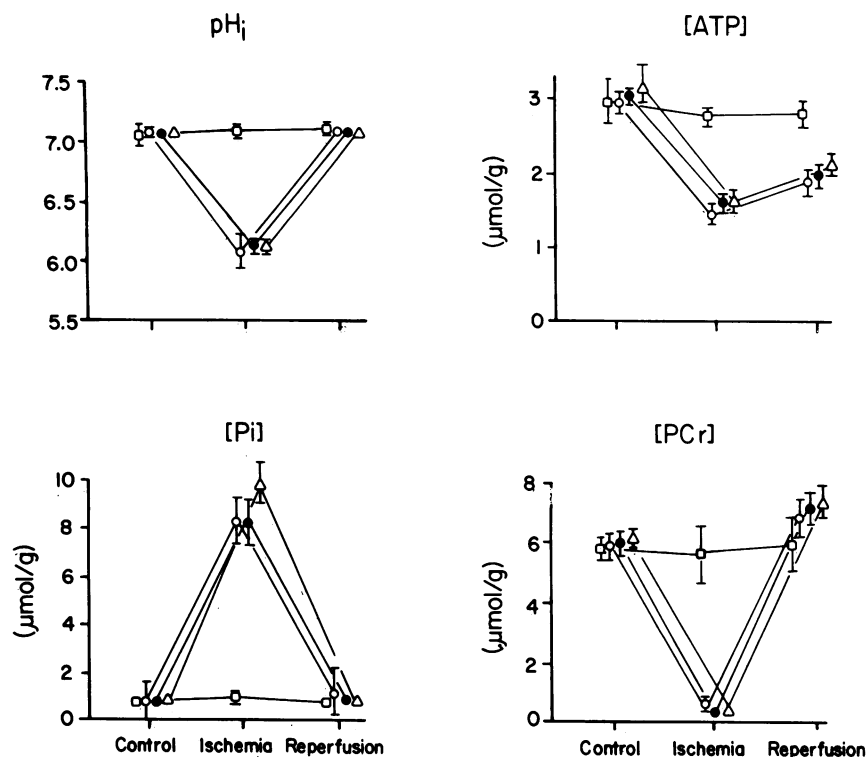 pHi
7.5
7.0
6.5
6.0
5.5
[ATP]
(μmol/g)
3
2
1
0
[Pi]
(μmol/g)
10
8
6
4
2
0
Control Ischemia Reperfusion
[PCr]
(μmol/g)
8
6
4
2
0
Control Ischemia Reperfusion